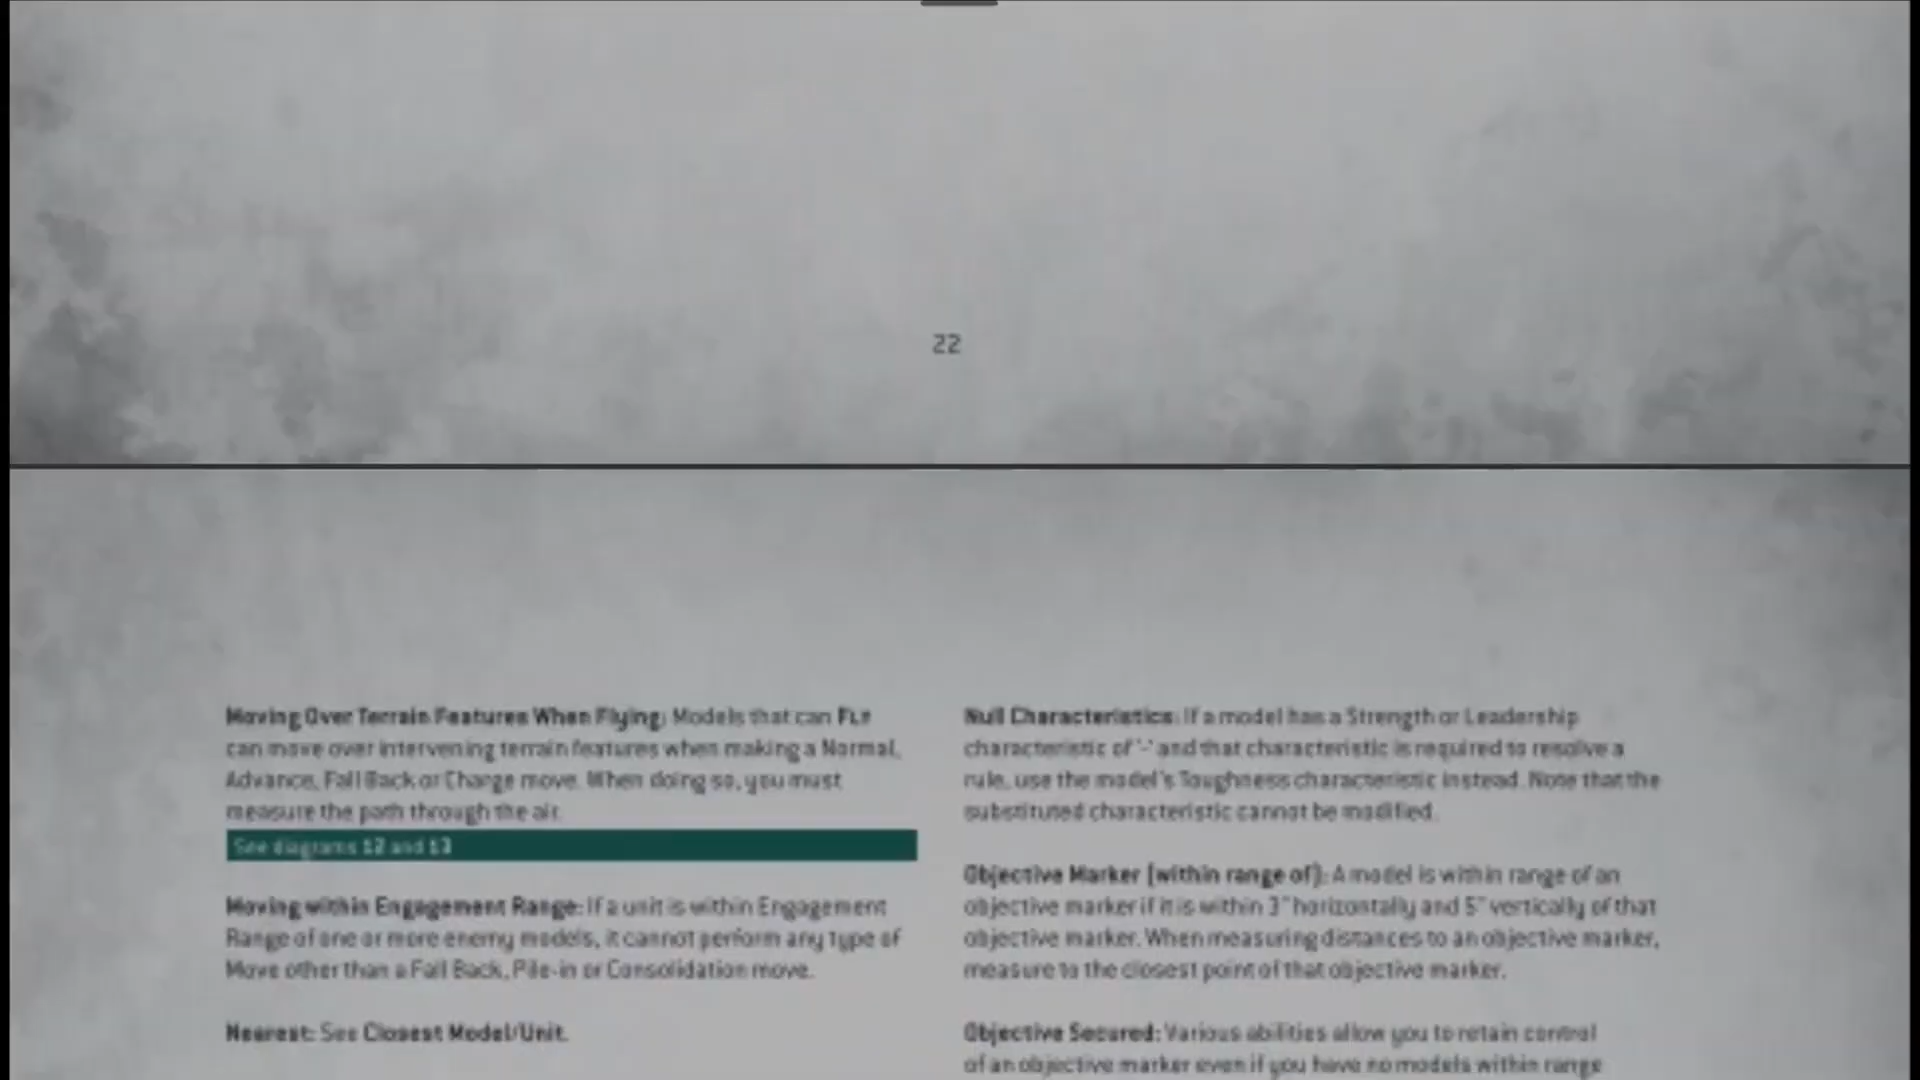 22
Moving Over Terrain Features When Flying: Models that can FLY
can move over intervening terrain features when making a Normal,
Advance, Fall Back or Charge move. When doing so, you must
measure the path through the air.
See diagrams 12 and 13
Moving within Engagement Range: If a unit is within Engagement
Range of one or more enemy models, it cannot perform any type of
Move other than a Fall Back, Pile-in or Consolidation move.
Nearest: See Closest Model/Unit.
Null Characteristics: If a model has a Strength or Leadership
characteristic of '-' and that characteristic is required to resolve a
rule, use the model's Toughness characteristic instead. Note that the
substituted characteristic cannot be modified.
Objective Marker (within range of): A model is within range of an
objective marker if it is within 3" horizontally and 5" vertically of that
objective marker. When measuring distances to an objective marker,
measure to the closest point of that objective marker.
Objective Secured: Various abilities allow you to retain control
of an objective marker even if you have no models within range